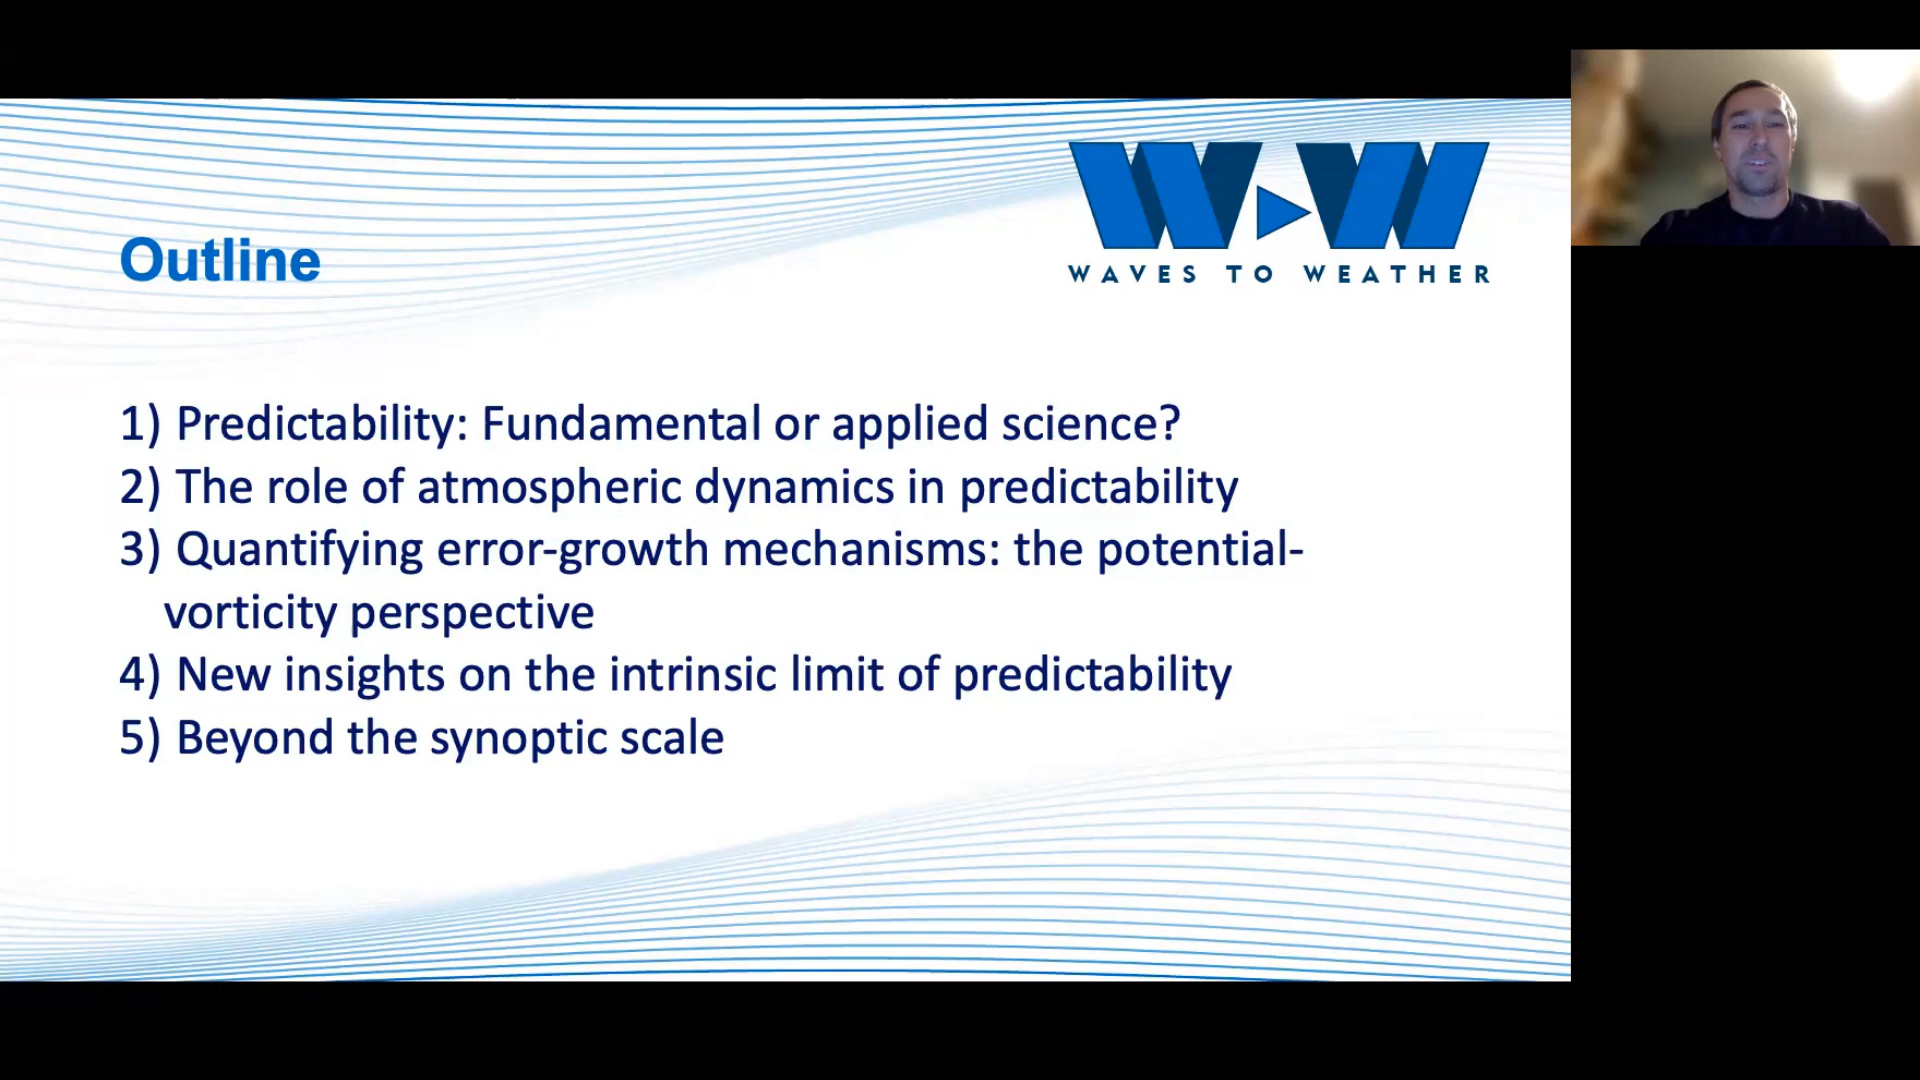 WAVES TO WEATHER
Outline
1) Predictability: Fundamental or applied science?
2) The role of atmospheric dynamics in predictability
3) Quantifying error-growth mechanisms: the potential-
vorticity perspective
4) New insights on the intrinsic limit of predictability
5) Beyond the synoptic scale